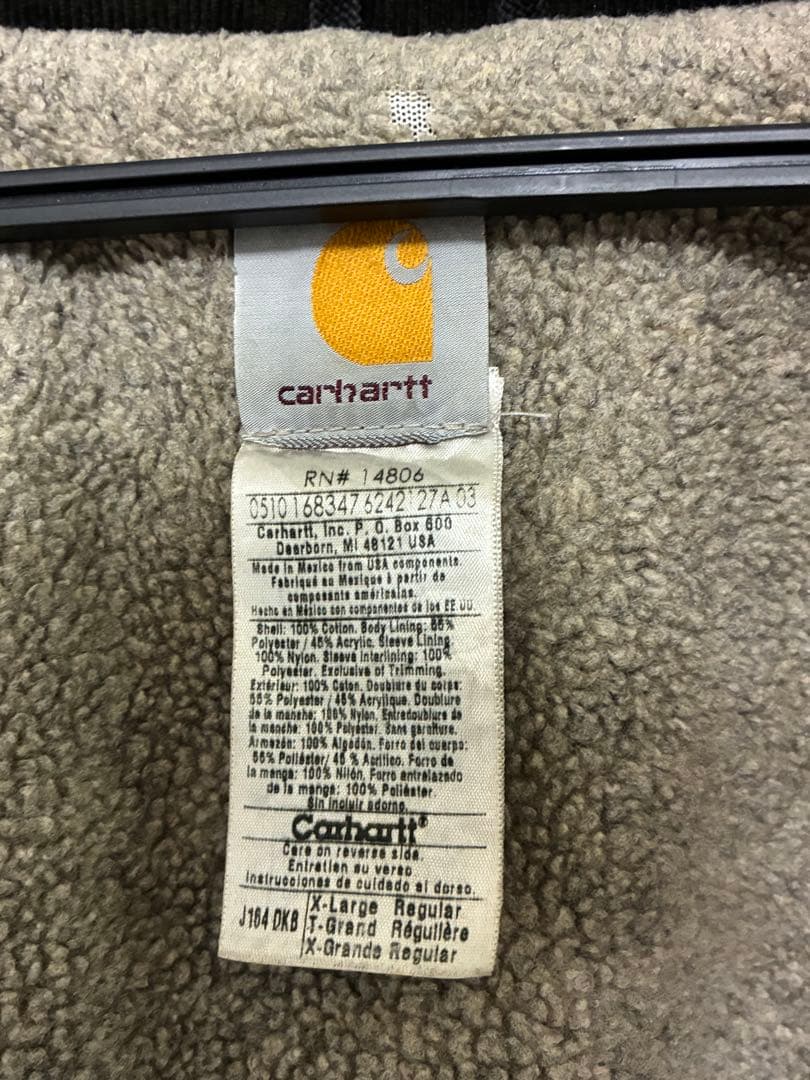 carhartt
RN# 14806
0510 168347 6242127A 03
Carhartt, Inc. P. O. Box 600
Dearborn, MI 48121 USA
Made in Mexico from USA components.
Fabriqué au Mexique à partir de
composants américains.
Hecho en México con componentes de los EE.UU.
Shell: 100% Cotton. Body Lining: 55%
Polyester / 45% Acrylic. Sleeve Lining
100% Nylon. Sleeve Interlining: 100%
Polyester. Exclusive of Trimming.
Extérieur: 100% Coton. Doublure du corps:
55% Polyester / 45% Acrylique. Doublure
de la manche: 100% Nylon. Entredoublure de
la manche: 100% Polyester. Sans garniture.
Armazón: 100% Algodón. Forro del cuerpo:
55% Poliéster / 45 % Acrílico. Forro de
la manga: 100% Nilón. Forro entrelazado
de la manga: 100% Poliéster.
Sin incluir adorno.
Carhartt®
Care on reverse side.
Entretien au verso
Instrucciones de cuidado al dorso.
J164 DKB
X-Large Regular
T-Grand Régulière
X-Grande Regular